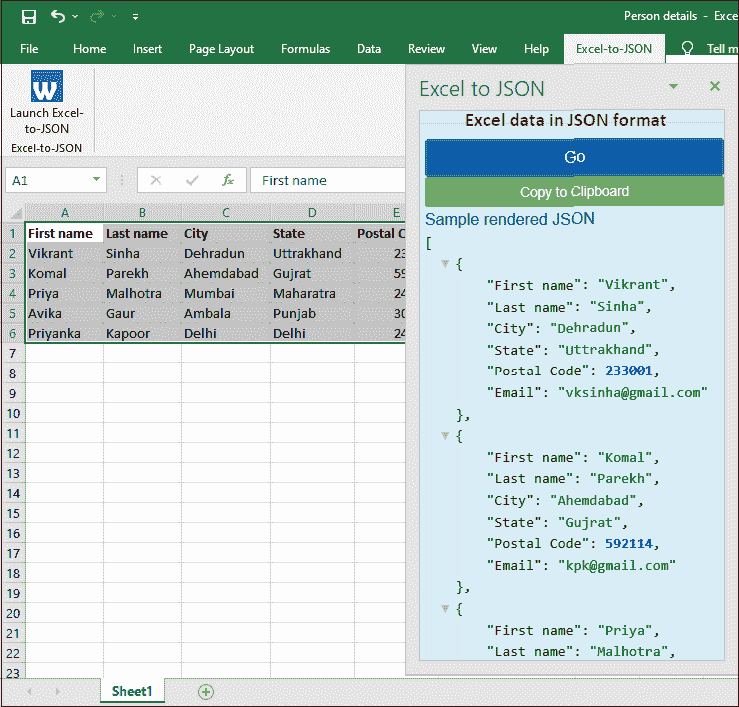 Person details - Exce
File Home Insert Page Layout Formulas Data Review View Help Excel-to-JSON Tell m
W
Launch Excel-
to-JSON
Excel-to-JSON
A1 fx First name
A B C D E
1 First name Last name City State Postal C
2 Vikrant Sinha Dehradun Uttrakhand 23
3 Komal Parekh Ahemdabad Gujrat 59
4 Priya Malhotra Mumbai Maharatra 24
5 Avika Gaur Ambala Punjab 30
6 Priyanka Kapoor Delhi Delhi 24
7
8
9
10
11
12
13
14
15
16
17
18
19
20
21
22
23
Sheet1
Excel to JSON
Excel data in JSON format
Go
Copy to Clipboard
Sample rendered JSON
[
{
"First name": "Vikrant",
"Last name": "Sinha",
"City": "Dehradun",
"State": "Uttrakhand",
"Postal Code": 233001,
"Email": "vksinha@gmail.com"
},
{
"First name": "Komal",
"Last name": "Parekh",
"City": "Ahemdabad",
"State": "Gujrat",
"Postal Code": 592114,
"Email": "kpk@gmail.com"
},
{
"First name": "Priya",
"Last name": "Malhotra",